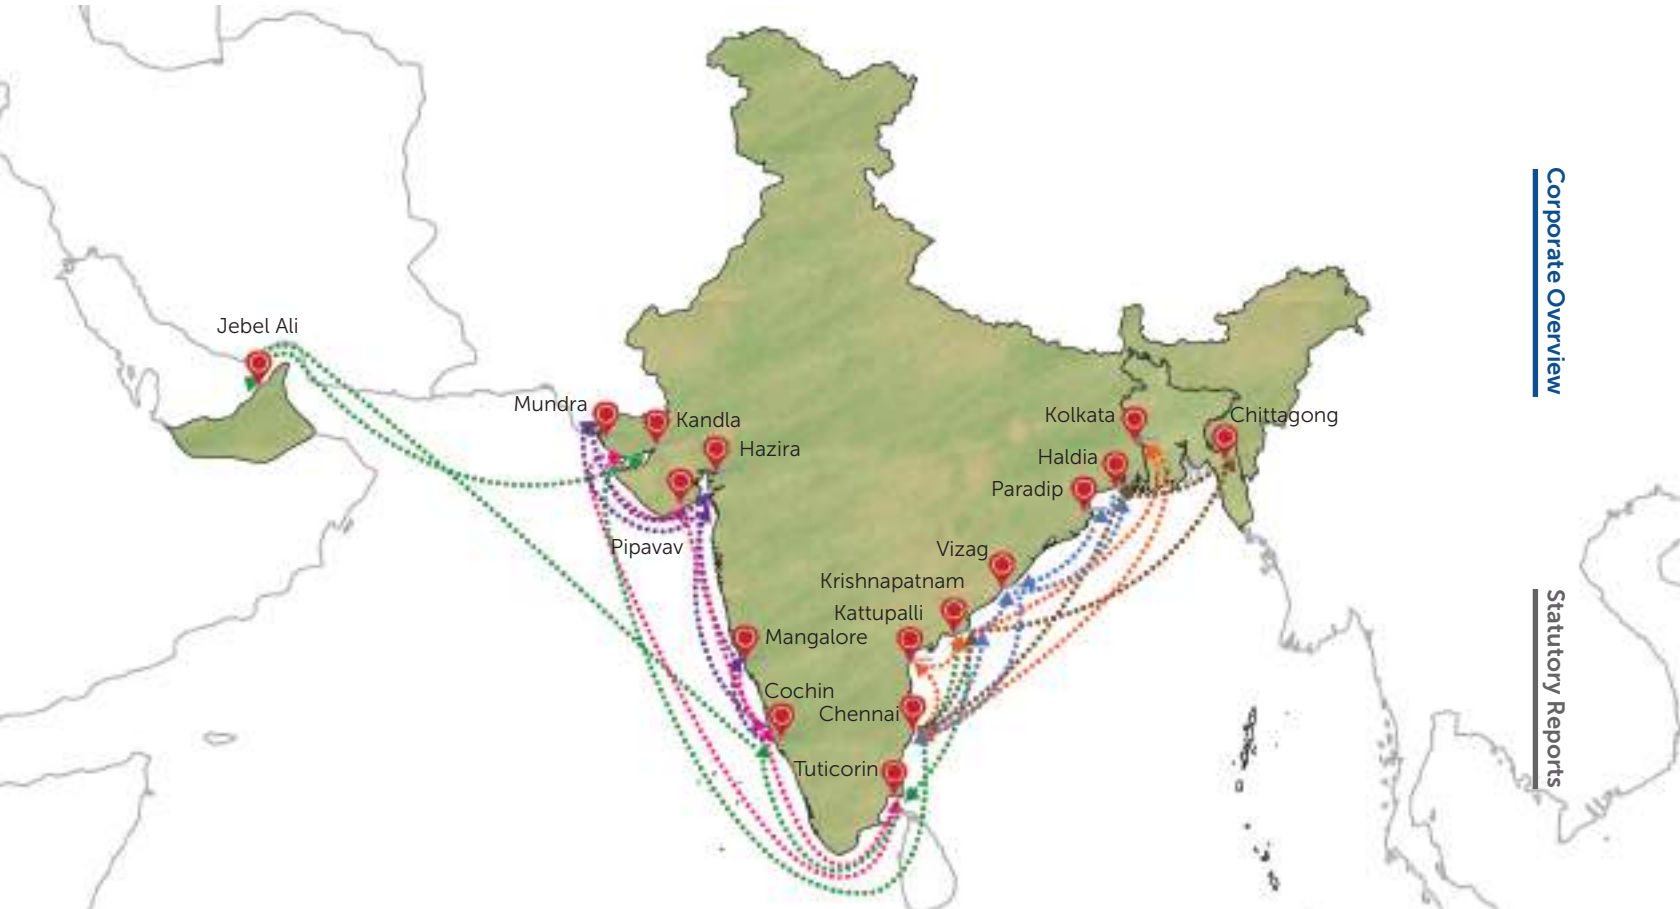 Jebel Ali
Mundra
Kandla
Hazira
Pipavav
Kolkata
Chittagong
Haldia
Paradip
Vizag
Krishnapatnam
Kattupalli
Mangalore
Cochin
Chennai
Tuticorin
Corporate Overview
Statutory Reports